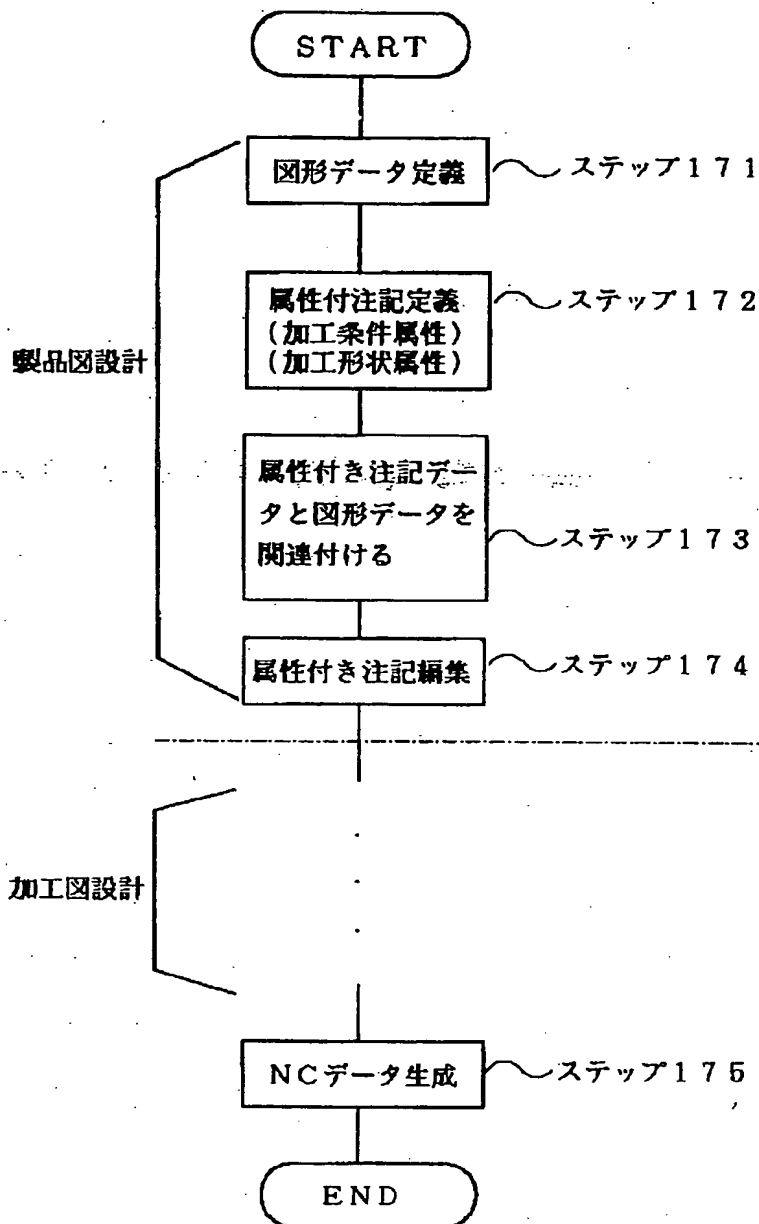 START
図形データ定義
ステップ171
属性付注記定義
(加工条件属性)
(加工形状属性)
ステップ172
製品図設計
属性付き注記デー
タと図形データを
関連付ける
ステップ173
属性付き注記編集
ステップ174
加工図設計
NCデータ生成
ステップ175
END